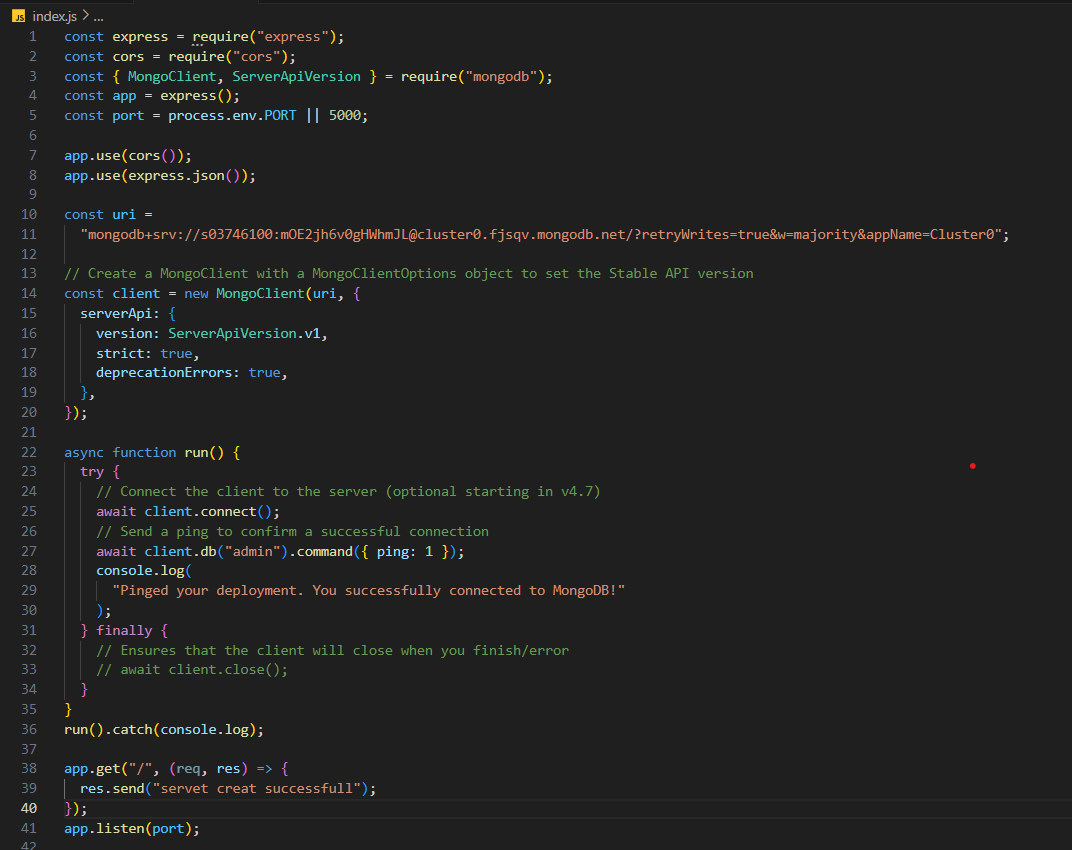 JS index.js > ...
1 const express = require("express");
2 const cors = require("cors");
3 const { MongoClient, ServerApiVersion } = require("mongodb");
4 const app = express();
5 const port = process.env.PORT || 5000;
6
7 app.use(cors());
8 app.use(express.json());
9
10 const uri =
11   "mongodb+srv://s03746100:mOE2jh6v0gHWhmJL@cluster0.fjsqv.mongodb.net/?retryWrites=true&w=majority&appName=Cluster0";
12
13 // Create a MongoClient with a MongoClientOptions object to set the Stable API version
14 const client = new MongoClient(uri, {
15   serverApi: {
16     version: ServerApiVersion.v1,
17     strict: true,
18     deprecationErrors: true,
19   },
20 });
21
22 async function run() {
23   try {
24     // Connect the client to the server (optional starting in v4.7)
25     await client.connect();
26     // Send a ping to confirm a successful connection
27     await client.db("admin").command({ ping: 1 });
28     console.log(
29       "Pinged your deployment. You successfully connected to MongoDB!"
30     );
31   } finally {
32     // Ensures that the client will close when you finish/error
33     // await client.close();
34   }
35 }
36 run().catch(console.log);
37
38 app.get("/", (req, res) => {
39   res.send("servet creat successfull");
40 });
41 app.listen(port);
42